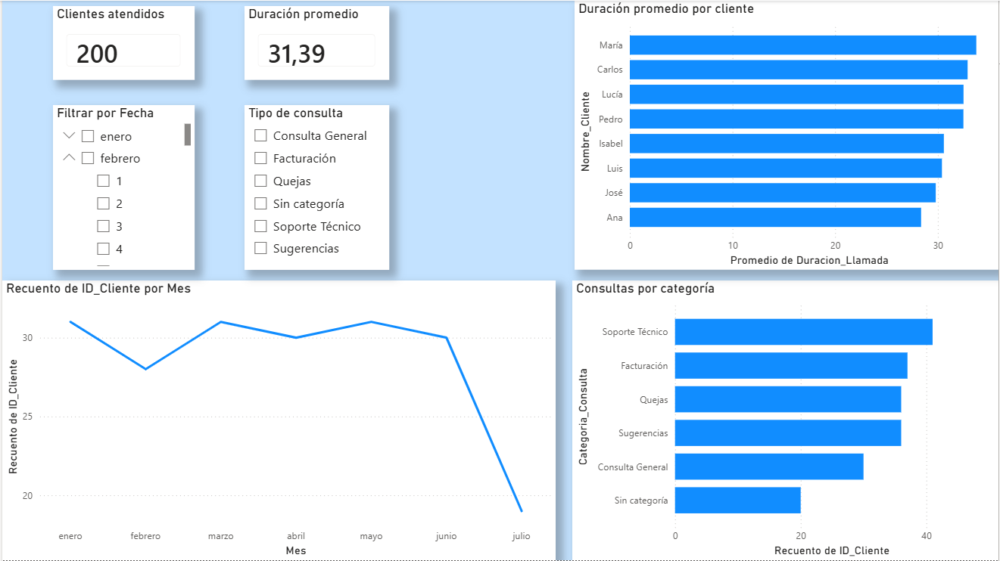 Clientes atendidos
200
Duración promedio
31,39
Filtrar por Fecha
enero
febrero
1
2
3
4
Tipo de consulta
Consulta General
Facturación
Quejas
Sin categoría
Soporte Técnico
Sugerencias
Duración promedio por cliente
Nombre_Cliente
María
Carlos
Lucía
Pedro
Isabel
Luis
José
Ana
0 10 20 30
Promedio de Duracion_Llamada
Recuento de ID_Cliente por Mes
Recuento de ID_Cliente
30
25
20
enero febrero marzo abril mayo junio julio
Mes
Consultas por categoría
Categoria_Consulta
Soporte Técnico
Facturación
Quejas
Sugerencias
Consulta General
Sin categoría
0 20 40
Recuento de ID_Cliente